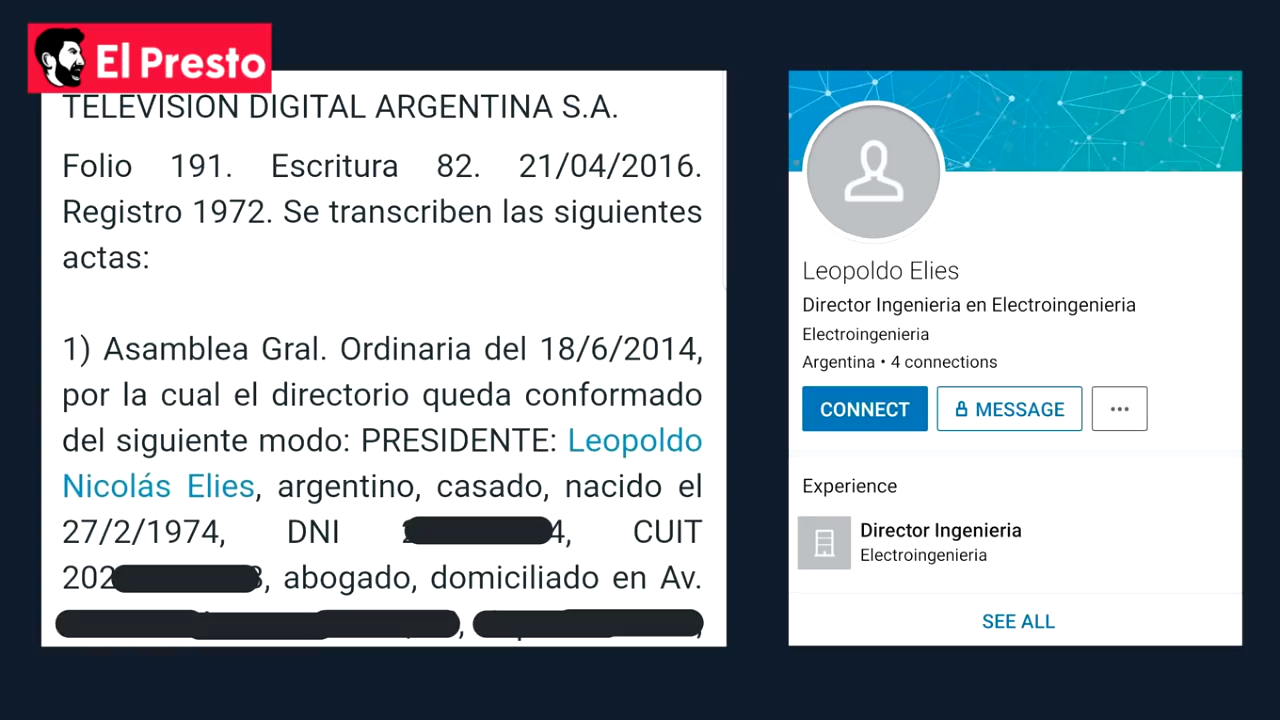 El Presto
TELEVISION DIGITAL ARGENTINA S.A.
Folio 191. Escritura 82. 21/04/2016.
Registro 1972. Se transcriben las siguientes
actas:
1) Asamblea Gral. Ordinaria del 18/6/2014,
por la cual el directorio queda conformado
del siguiente modo: PRESIDENTE: Leopoldo
Nicolás Elies, argentino, casado, nacido el
27/2/1974, DNI 4, CUIT
202 , abogado, domiciliado en Av.
Leopoldo Elies
Director Ingenieria en Electroingenieria
Electroingenieria
Argentina • 4 connections
CONNECT MESSAGE ...
Experience
Director Ingenieria
Electroingenieria
SEE ALL